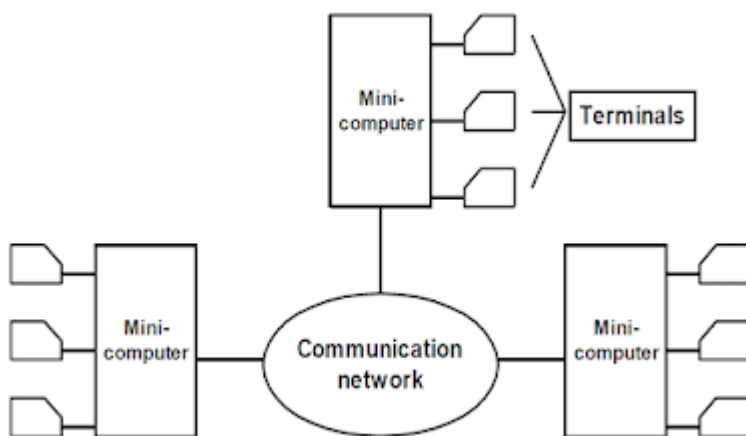 Mini-
computer
Terminals
Mini-
computer
Communication
network
Mini-
computer